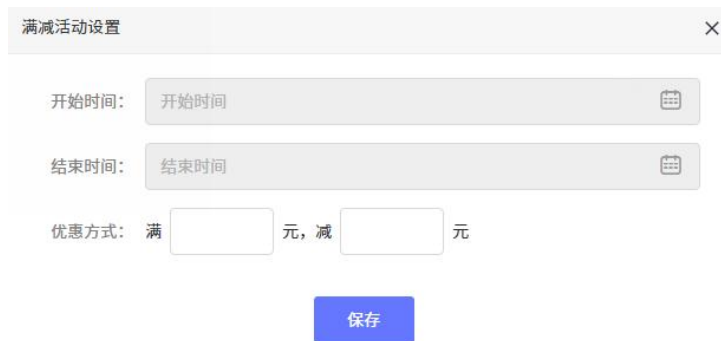 满减活动设置
开始时间： 开始时间
结束时间： 结束时间
优惠方式： 满 元，减 元
保存